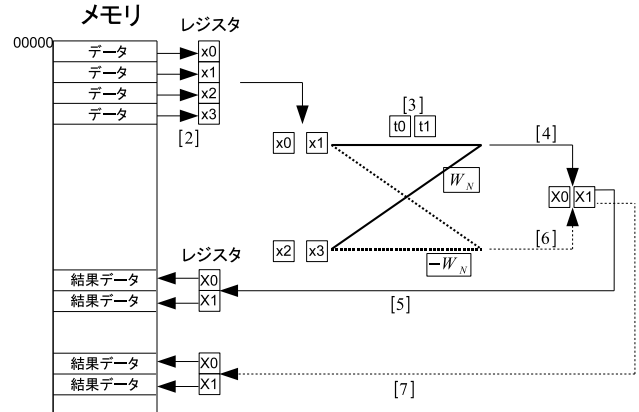 メモリ
レジスタ
00000
データ
x0
データ
x1
データ
x2
データ
x3
[2]
[3]
t0 t1
[4]
x0 x1
W_N
X0 X1
[6]
x2 x3
−W_N
レジスタ
結果データ
X0
結果データ
X1
[5]
結果データ
X0
結果データ
X1
[7]